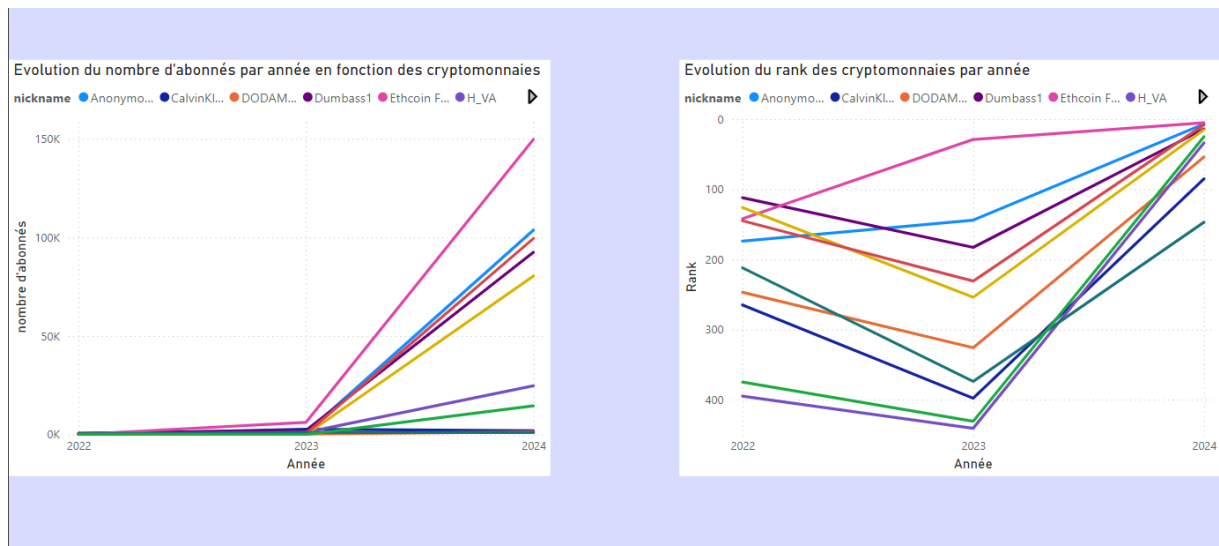 Evolution du nombre d'abonnés par année en fonction des cryptomonnaies
nickname Anonymo... CalvinKl... DODAM... Dumbass1 Ethcoin F... H_VA
150K
100K
50K
0K
nombre d'abonnés
2022 2023 2024
Année
Evolution du rank des cryptomonnaies par année
nickname Anonymo... CalvinKl... DODAM... Dumbass1 Ethcoin F... H_VA
0
100
200
300
400
Rank
2022 2023 2024
Année